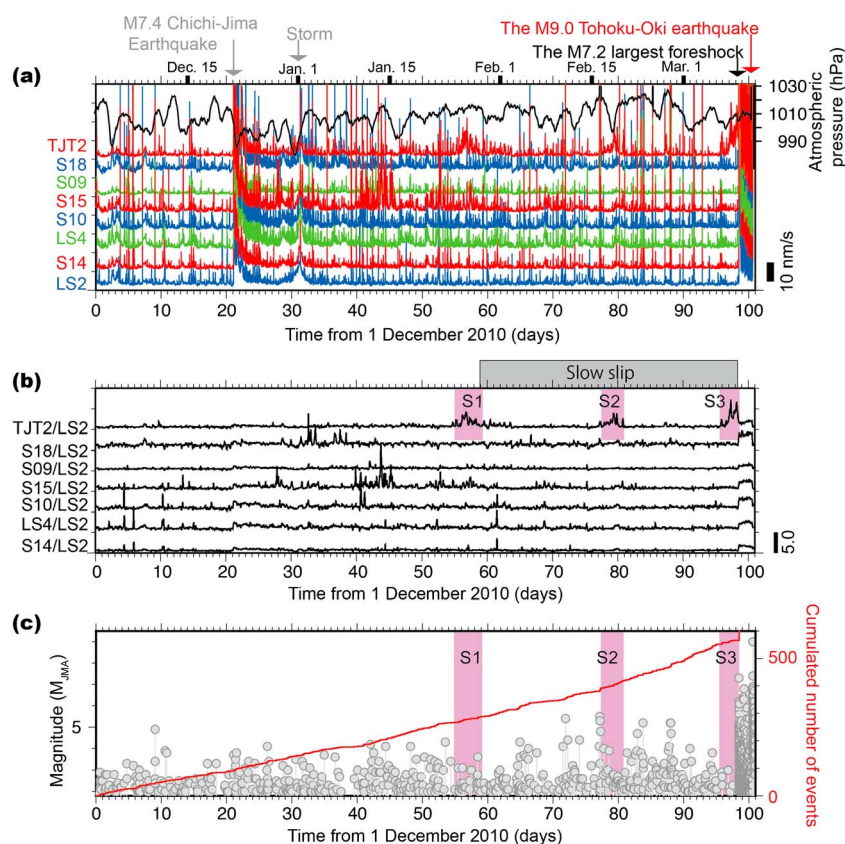 M7.4 Chichi-Jima
Earthquake
Storm
The M9.0 Tohoku-Oki earthquake
The M7.2 largest foreshock
(a)
Dec. 15
Jan. 1
Jan. 15
Feb. 1
Feb. 15
Mar. 1
1030
1010
990
Atmospheric
pressure (hPa)
TJT2
S18
S09
S15
S10
LS4
S14
LS2
10 nm/s
0 10 20 30 40 50 60 70 80 90 100
Time from 1 December 2010 (days)
(b)
Slow slip
S1
S2
S3
TJT2/LS2
S18/LS2
S09/LS2
S15/LS2
S10/LS2
LS4/LS2
S14/LS2
5.0
0 10 20 30 40 50 60 70 80 90 100
Time from 1 December 2010 (days)
(c)
S1
S2
S3
Magnitude (MJMA)
5
500
0
Cumulated number
of events
0 10 20 30 40 50 60 70 80 90 100
Time from 1 December 2010 (days)